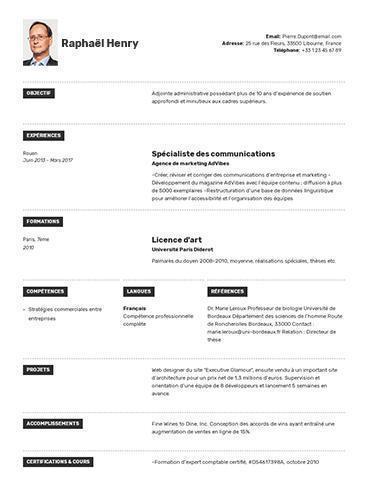 Raphaël Henry
Email: Pierre.Dupont@email.com
Adresse: 25 rue des Fleurs, 33500 Libourne, France
Téléphone: +33 1 23 45 67 89
OBJECTIF
Adjointe administrative possédant plus de 10 ans d'expérience de soutien
approfondi et minutieux aux cadres supérieurs.
EXPÉRIENCES
Rouen
Juin 2013 - Mars 2017
Spécialiste des communications
Agence de marketing AdVibes
-Créer, réviser et corriger des communications d'entreprise et marketing -
Développement du magazine AdVibes avec l'équipe contenu : diffusion à plus
de 5000 exemplaires -Restructuration d'une base de données linguistique
pour améliorer l'accessibilité et l'organisation des équipes
FORMATIONS
Paris, 7ème
2010
Licence d'art
Université Paris Diderot
Palmarès du doyen 2008-2010, moyenne, réalisations spéciales, thèses etc.
COMPÉTENCES
- Stratégies commerciales entre
entreprises
LANGUES
Français
Compétence professionnelle
complète
RÉFÉRENCES
Dr. Marie Leroux Professeur de biologie Université de
Bordeaux Département des sciences de l'homme Route
de Roncherolles Bordeaux, 33000 Contact :
marie.leroux@uni-bordeaux.fr Relation : Directeur de
thèse
PROJETS
Web designer du site "Executive Glamour", ensuite vendu à un important site
d'architecture pour un prix net de 1,3 millions d'euros. Supervision et
orientation d'une équipe de 8 développeurs et lancement 5 semaines en
avance.
ACCOMPLISSEMENTS
Fine Wines to Dine, Inc. Conception des accords de vins ayant entraîné une
augmentation de ventes en ligne de 15%.
CERTIFICATIONS & COURS
-Formation d'expert comptable certifié, #D54617398A, octobre 2010